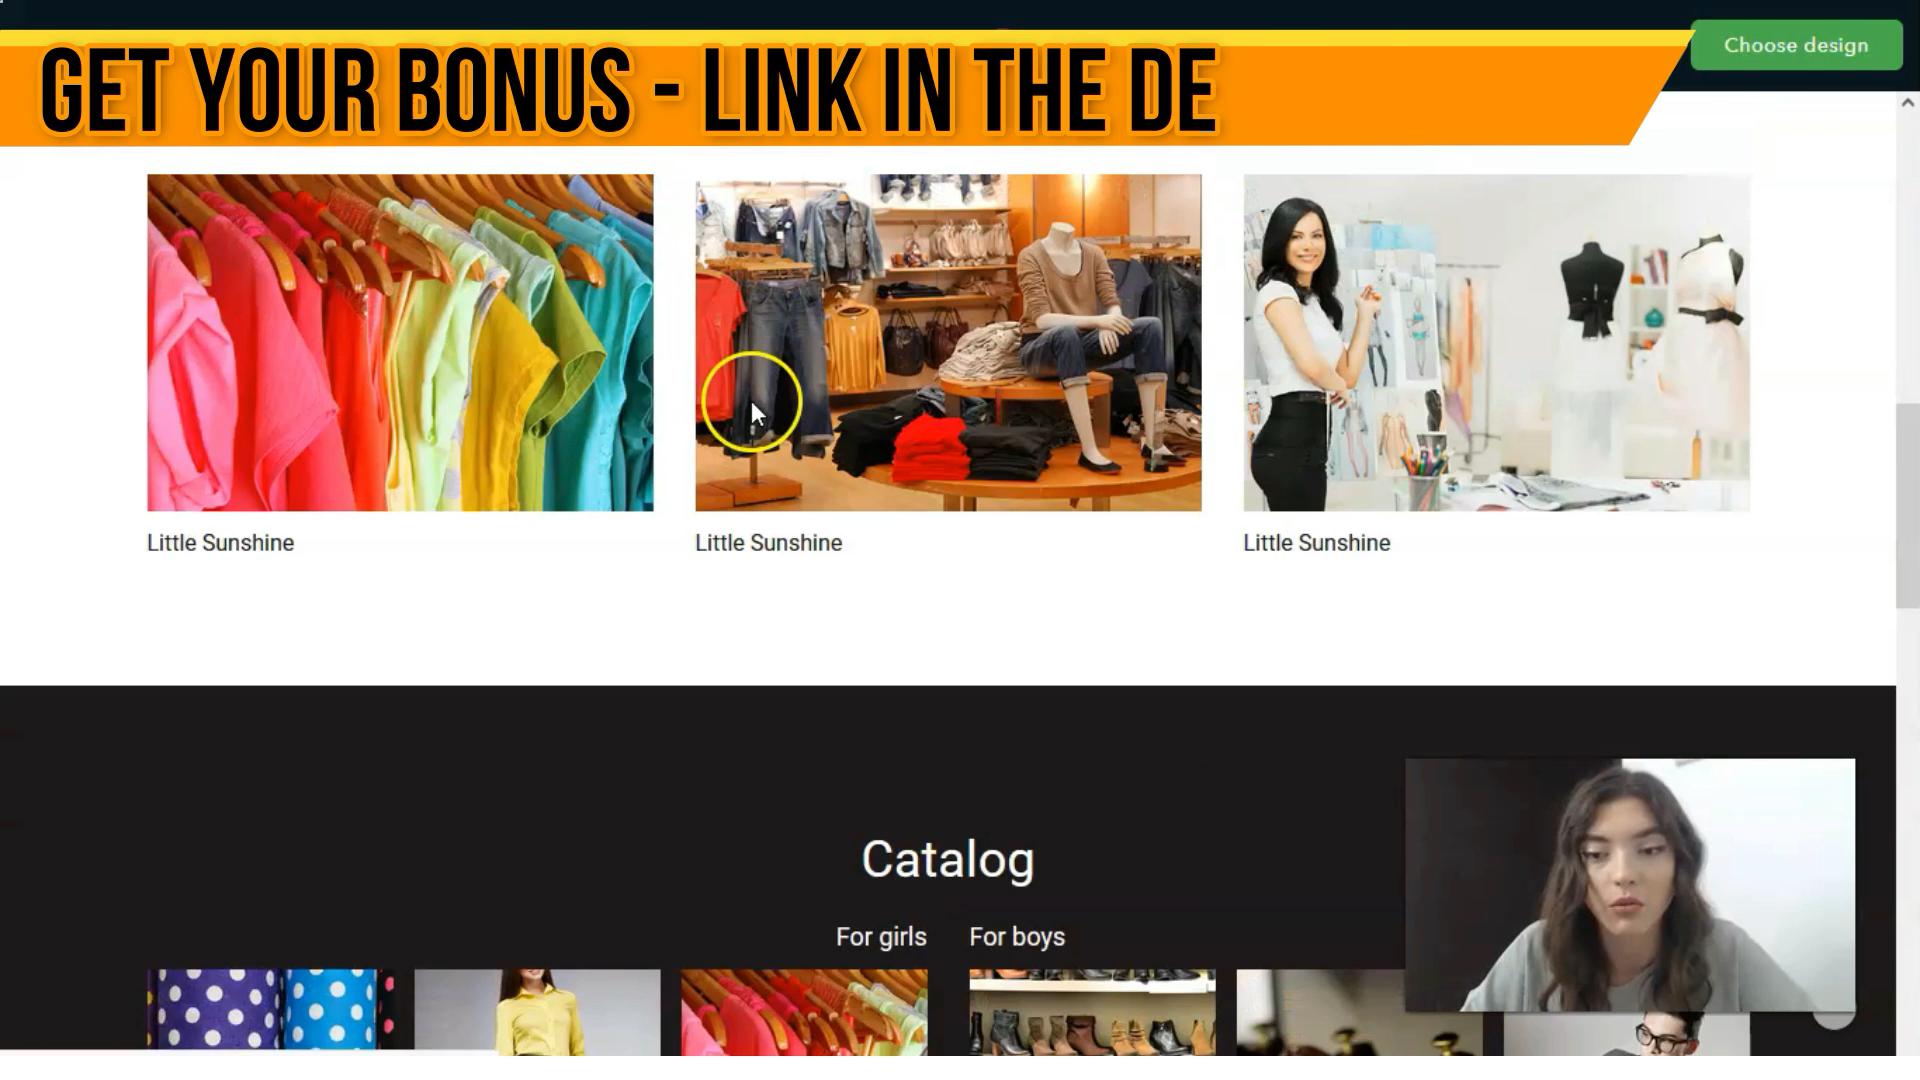 Choose design
GET YOUR BONUS - LINK IN THE DE
Little Sunshine
Little Sunshine
Little Sunshine
Catalog
For girls
For boys